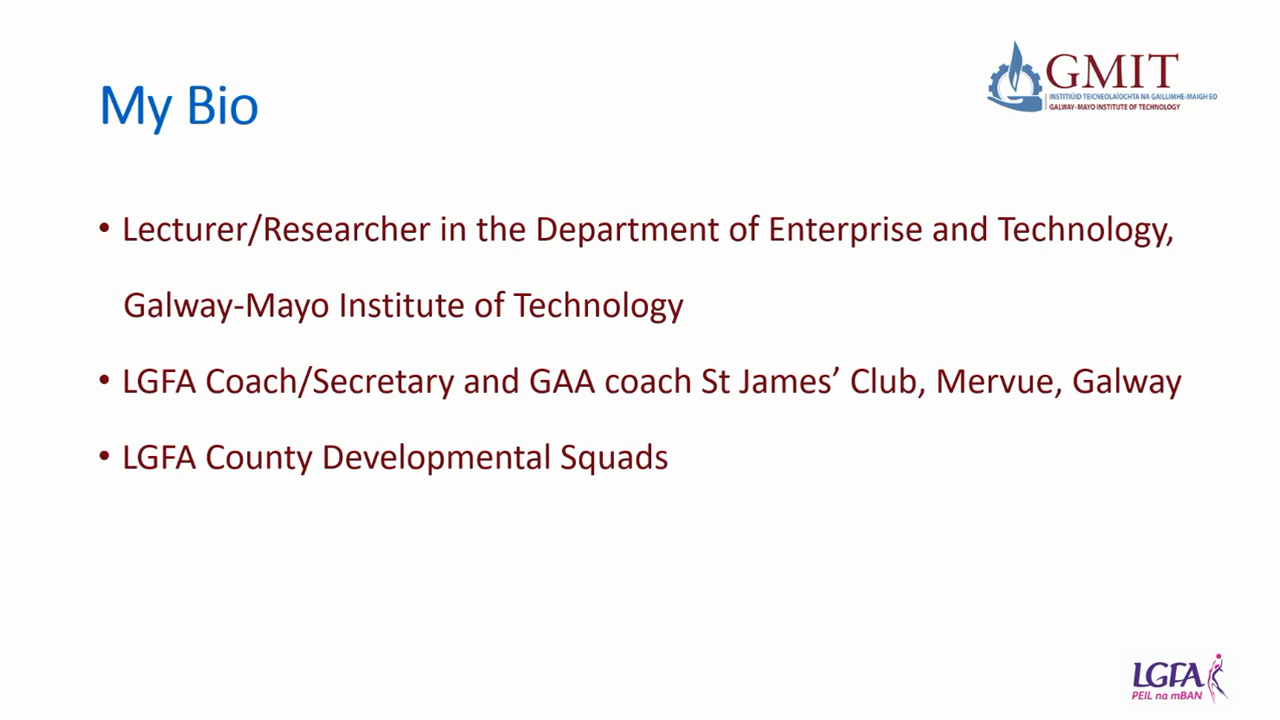 GMIT
INSTITIÚID TEICNEOLAÍOCHTA NA GAILLIMHE-MAIGH EO
GALWAY-MAYO INSTITUTE OF TECHNOLOGY
My Bio
• Lecturer/Researcher in the Department of Enterprise and Technology,
Galway-Mayo Institute of Technology
• LGFA Coach/Secretary and GAA coach St James’ Club, Mervue, Galway
• LGFA County Developmental Squads
LGFA
PEIL na mBAN